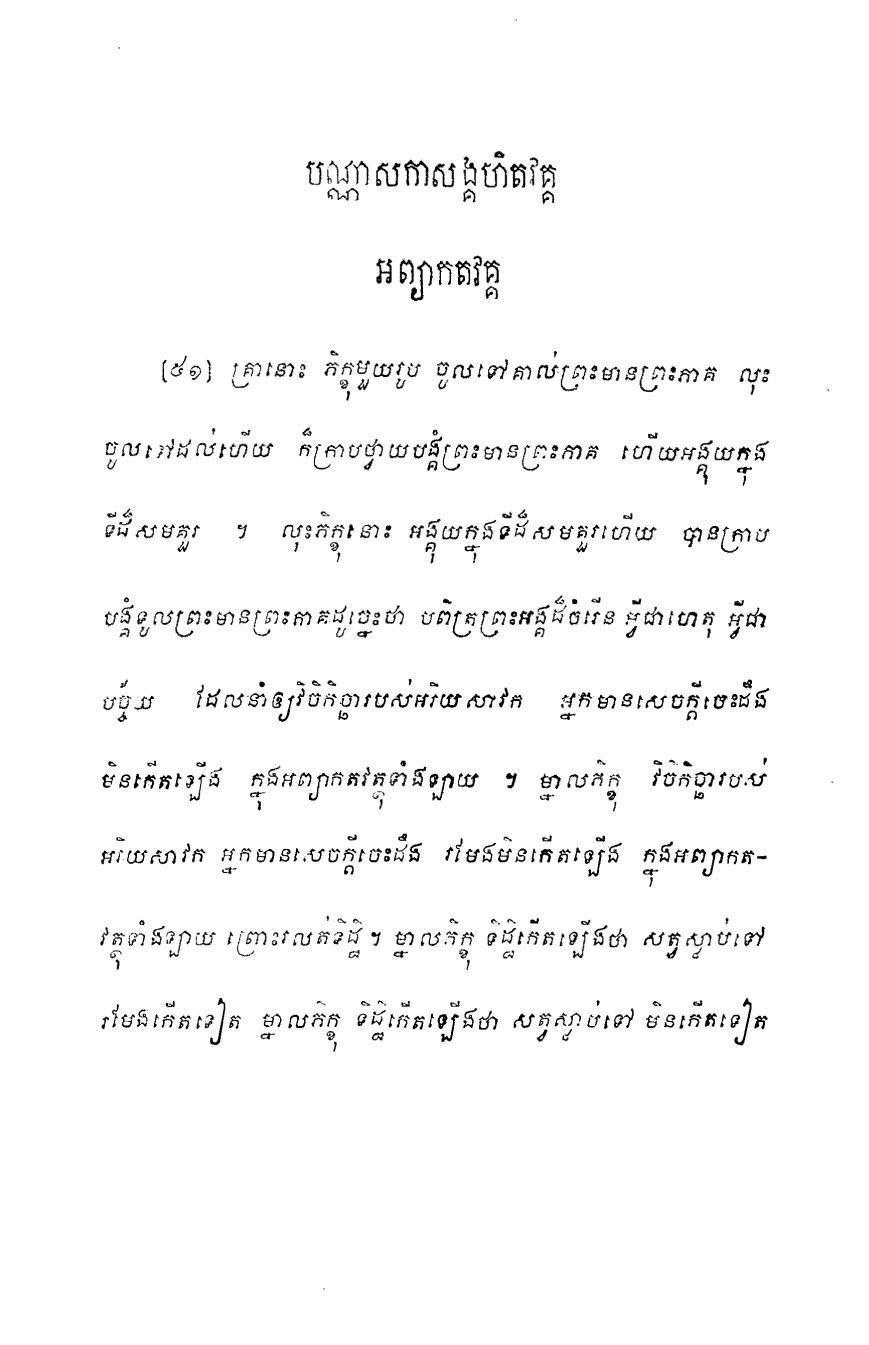 បណ្ណាសកាសង្គហិតវគ្គ
អព្យាកតវគ្គ
[៥១] គ្រានោះ ភិក្ខុមួយរូប ចូលទៅគាល់ព្រះមានព្រះភាគ លុះ
ចូលទៅដល់ហើយ ក៏ក្រាបថ្វាយបង្គំព្រះមានព្រះភាគ ហើយអង្គុយក្នុង
ទីដ៏សមគួរ ។ លុះភិក្ខុនោះ អង្គុយក្នុងទីដ៏សមគួរហើយ បានក្រាប
បង្គំទូលព្រះមានព្រះភាគដូច្នេះថា បពិត្រព្រះអង្គដ៏ចំរើន អ្វីជាហេតុ អ្វីជា
បច្ច័យ ដែលនាំឲ្យវិចិកិច្ឆារបស់អរិយសាវក អ្នកមានសេចក្តីចេះដឹង
មិនកើតឡើង ក្នុងអព្យាកតវត្ថុទាំងឡាយ ។ ម្នាលភិក្ខុ វិចិកិច្ឆារបស់
អរិយសាវក អ្នកមានសេចក្តីចេះដឹង រមែងមិនកើតឡើង ក្នុងអព្យាកត-
វត្ថុទាំងឡាយ ព្រោះរលត់ទិដ្ឋិ ។ ម្នាលភិក្ខុ ទិដ្ឋិកើតឡើងថា សត្វស្លាប់ទៅ
រមែងកើតទៀត ម្នាលភិក្ខុ ទិដ្ឋិកើតឡើងថា សត្វស្លាប់ទៅ មិនកើតទៀត